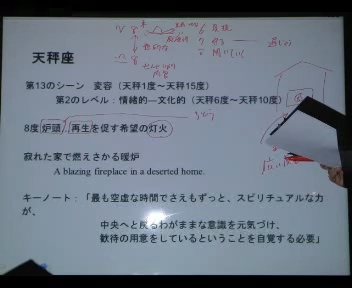 天秤座
第13のシーン　変容（天秤1度～天秤15度）
第2のレベル：情緒的―文化的（天秤6度～天秤10度）
8度 炉頭、再生を促す希望の灯火
寂れた家で燃えさかる暖炉
A blazing fireplace in a deserted home.
キーノート：「最も空虚な時間でさえもずっと、スピリチュアルな力
が、
中央へと戻るわがままな意識を元気づけ、
歓待の用意をしているということを自覚する必要」